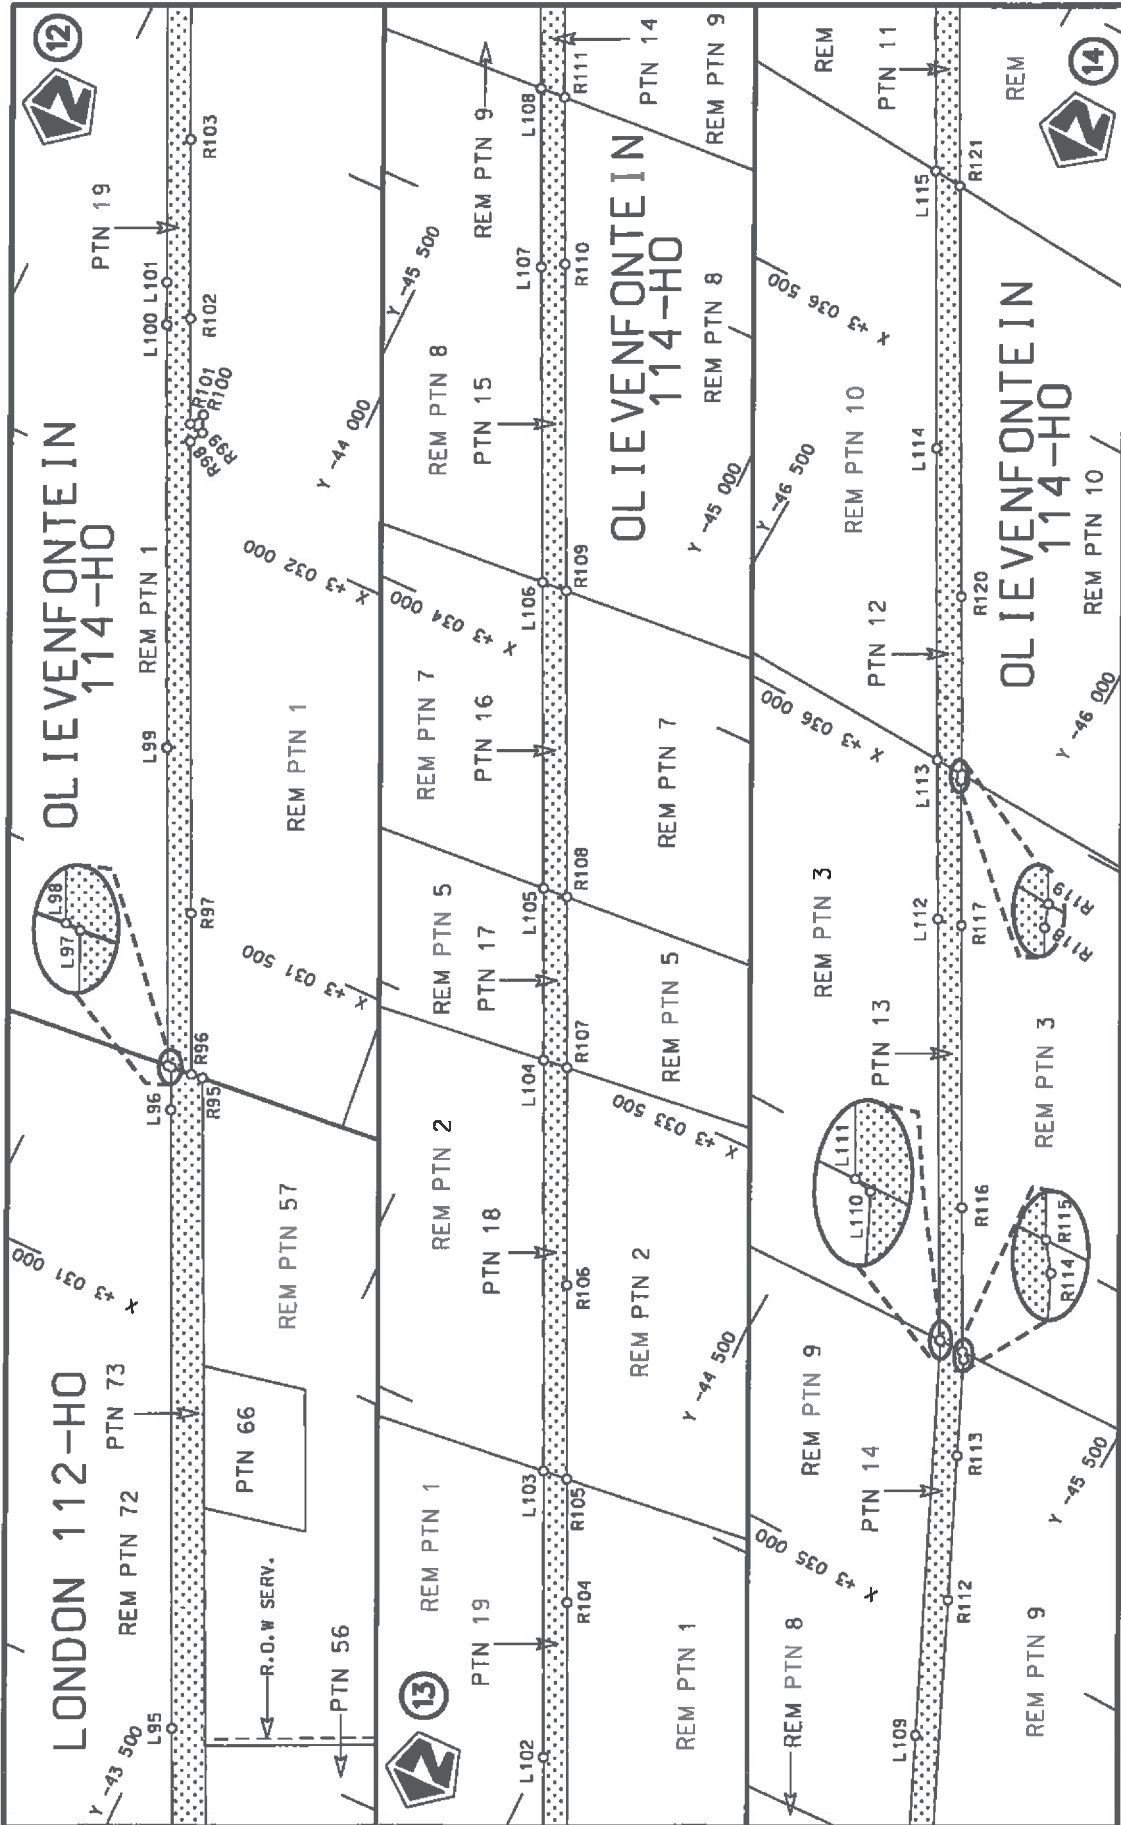 LONDON 112-HO
OLIEVENFONTEIN
114-HO
12
REM PTN 72
PTN 73
REM PTN 1
PTN 19
Y -43 500
L95
L96
L97
L98
L99
L100
L101
X +3 031 000
R95
R96
R97
R98
R99
R100
R101
R102
R103
PTN 66
R.O.W SERV.
PTN 56
REM PTN 57
REM PTN 1
X +3 031 500
X +3 032 000
Y -44 000
13
REM PTN 1
PTN 19
REM PTN 2
PTN 18
REM PTN 5
PTN 17
REM PTN 7
PTN 16
X +3 034 000
REM PTN 8
PTN 15
Y -45 500
REM PTN 9
PTN 14
REM PTN 9
L102
L103
L104
L105
L106
L107
L108
R104
R105
R106
R107
R108
R109
R110
R111
OLIEVENFONTEIN
114-HO
REM PTN 1
REM PTN 2
REM PTN 5
REM PTN 7
REM PTN 8
Y -44 500
X +3 033 500
Y -45 000
14
REM PTN 8
X +3 035 000
REM PTN 9
PTN 14
L110
L111
PTN 13
REM PTN 3
X +3 036 000
PTN 12
REM PTN 10
Y -46 500
X +3 036 500
REM
PTN 11
L109
L112
L113
L114
L115
R112
R113
R114
R115
R116
R117
R118
R119
R120
R121
REM PTN 9
Y -45 500
REM PTN 3
Y -46 000
OLIEVENFONTEIN
114-HO
REM PTN 10
REM